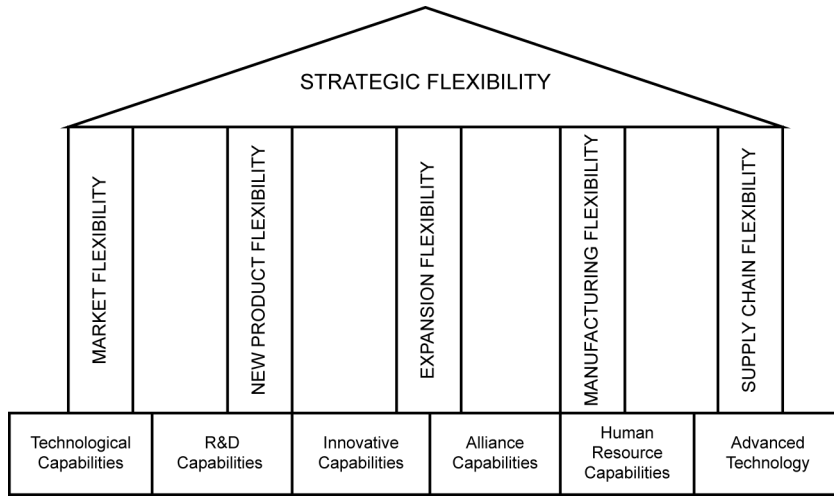 STRATEGIC FLEXIBILITY
MARKET FLEXIBILITY
NEW PRODUCT FLEXIBILITY
EXPANSION FLEXIBILITY
MANUFACTURING FLEXIBILITY
SUPPLY CHAIN FLEXIBILITY
Technological
Capabilities
R&D
Capabilities
Innovative
Capabilities
Alliance
Capabilities
Human
Resource
Capabilities
Advanced
Technology